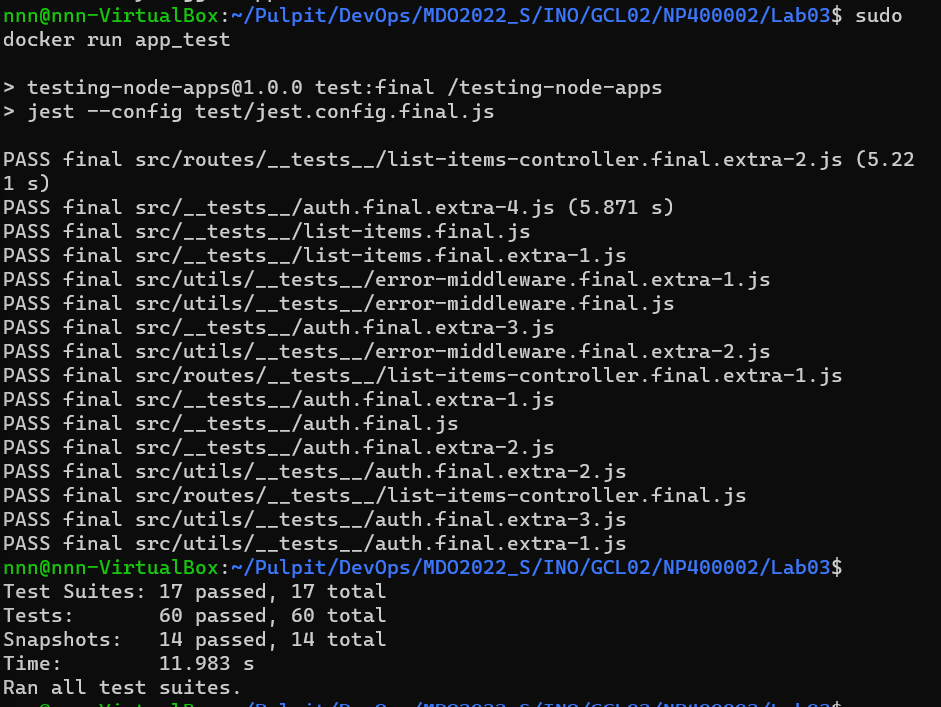 nnn@nnn-VirtualBox:~/Pulpit/DevOps/MDO2022_S/INO/GCL02/NP400002/Lab03$ sudo
docker run app_test
> testing-node-apps@1.0.0 test:final /testing-node-apps
> jest --config test/jest.config.final.js
PASS final src/routes/__tests__/list-items-controller.final.extra-2.js (5.22
1 s)
PASS final src/__tests__/auth.final.extra-4.js (5.871 s)
PASS final src/__tests__/list-items.final.js
PASS final src/__tests__/list-items.final.extra-1.js
PASS final src/utils/__tests__/error-middleware.final.extra-1.js
PASS final src/utils/__tests__/error-middleware.final.js
PASS final src/__tests__/auth.final.extra-3.js
PASS final src/utils/__tests__/error-middleware.final.extra-2.js
PASS final src/routes/__tests__/list-items-controller.final.extra-1.js
PASS final src/__tests__/auth.final.extra-1.js
PASS final src/__tests__/auth.final.js
PASS final src/__tests__/auth.final.extra-2.js
PASS final src/utils/__tests__/auth.final.extra-2.js
PASS final src/routes/__tests__/list-items-controller.final.js
PASS final src/utils/__tests__/auth.final.extra-3.js
PASS final src/utils/__tests__/auth.final.extra-1.js
nnn@nnn-VirtualBox:~/Pulpit/DevOps/MDO2022_S/INO/GCL02/NP400002/Lab03$
Test Suites: 17 passed, 17 total
Tests:       60 passed, 60 total
Snapshots:   14 passed, 14 total
Time:        11.983 s
Ran all test suites.